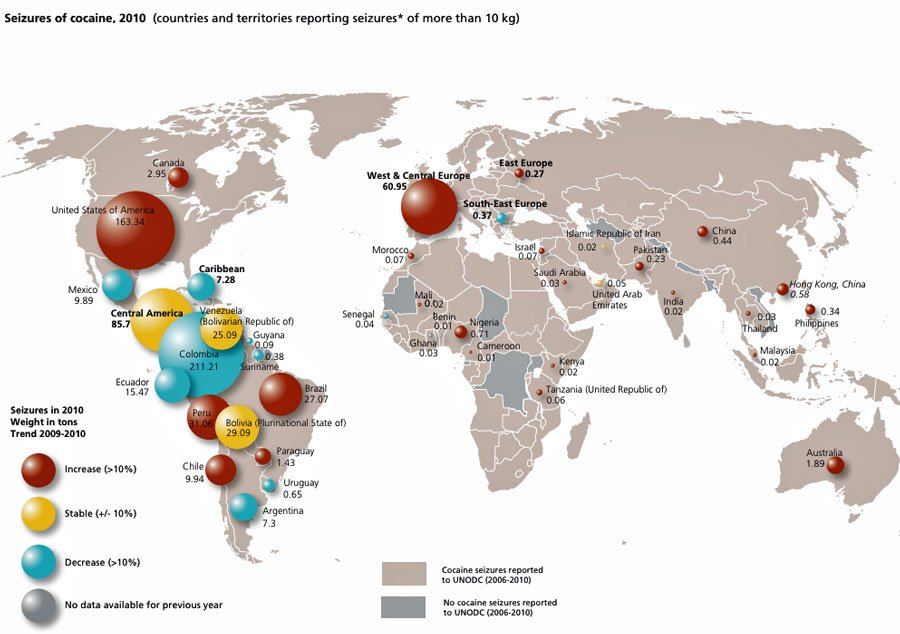 Seizures of cocaine, 2010 (countries and territories reporting seizures* of more than 10 kg)
Canada
2.95
United States of America
163.34
West & Central Europe
60.95
East Europe
0.27
South-East Europe
0.37
Mexico
9.89
Caribbean
7.28
Central America
85.7
Venezuela
(Bolivarian Republic of)
25.09
Guyana
0.09
0.38
Suriname
Colombia
211.21
Ecuador
15.47
Brazil
27.07
Peru
31.06
Bolivia (Plurinational State of)
29.09
Paraguay
1.43
Chile
9.94
Uruguay
0.65
Argentina
7.3
Morocco
0.07
Israel
0.07
Islamic Republic of Iran
0.02
Pakistan
0.23
China
0.44
Saudi Arabia
0.03
0.05
United Arab
Emirates
India
0.02
Hong Kong, China
0.58
0.34
Philippines
0.03
Thailand
Malaysia
0.02
Senegal
0.04
Mali
0.02
Benin
0.01
Nigeria
0.71
Ghana
0.03
Cameroon
0.01
Kenya
0.02
Tanzania (United Republic of)
0.06
Australia
1.89
Seizures in 2010
Weight in tons
Trend 2009-2010
Increase (>10%)
Stable (+/- 10%)
Decrease (>10%)
No data available for previous year
Cocaine seizures reported
to UNODC (2006-2010)
No cocaine seizures reported
to UNODC (2006-2010)